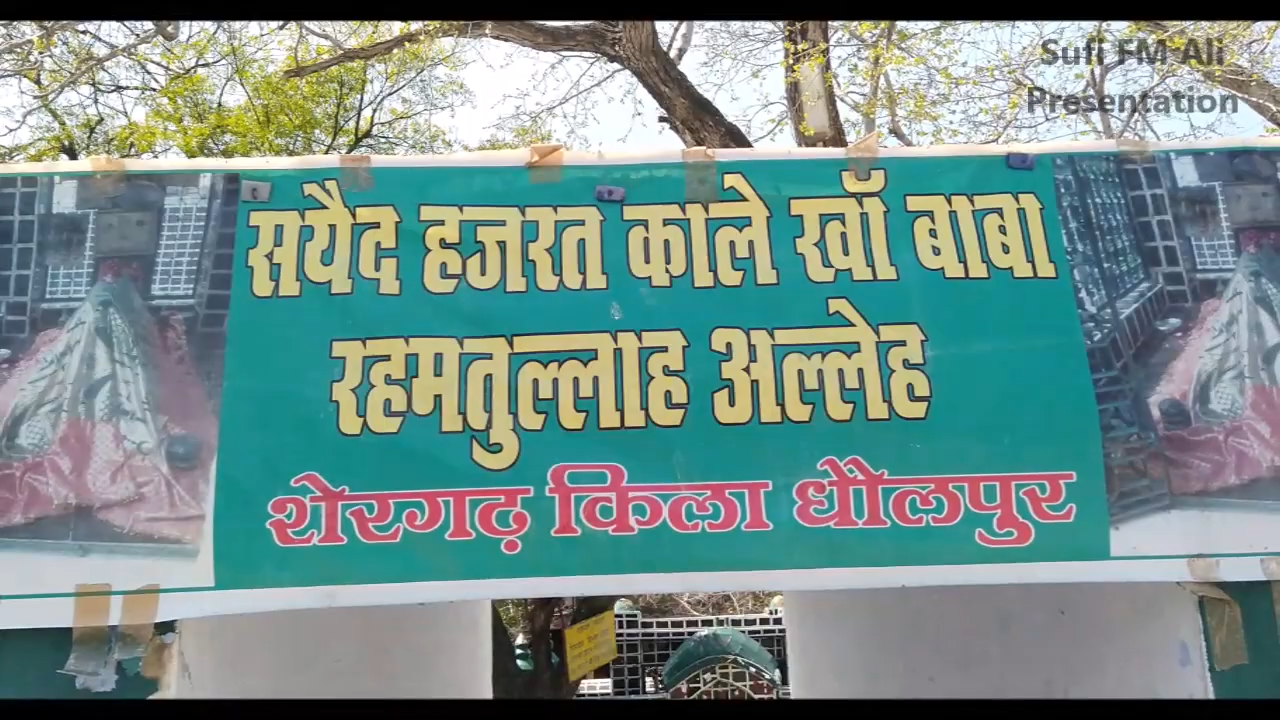 Sufi FM Ali
Presentation
सयैद हजरत काले खाँ बाबा
रहमतुल्लाह अल्लेह
शेरगढ़ किला धौलपुर